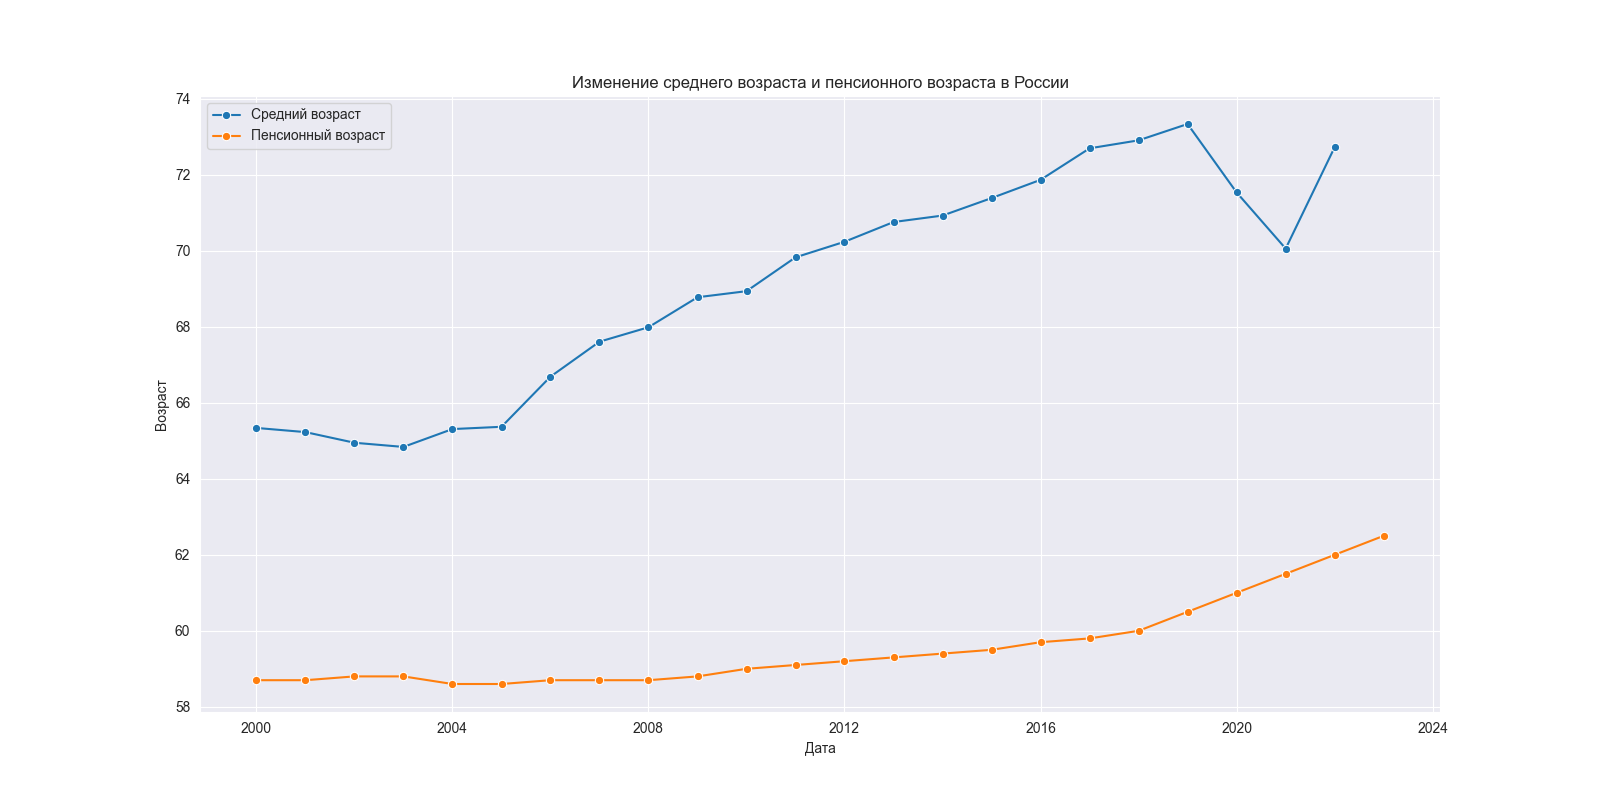 Изменение среднего возраста и пенсионного возраста в России
Средний возраст
Пенсионный возраст
Возраст
74
72
70
68
66
64
62
60
58
2000 2004 2008 2012 2016 2020 2024
Дата